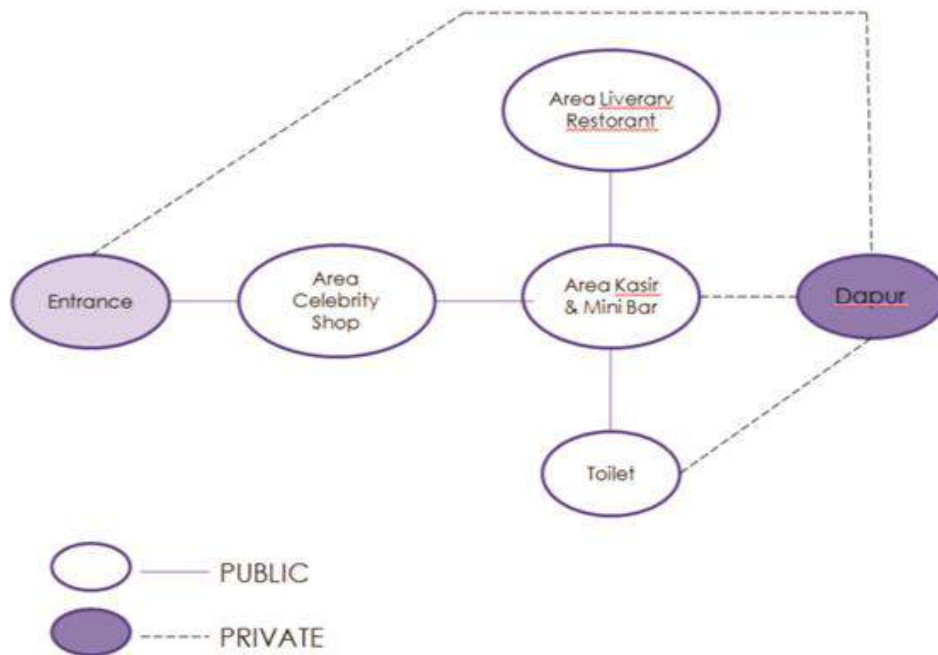 Area Liverary
Restorant
Entrance
Area
Celebrity
Shop
Area Kasir
& Mini Bar
Dapur
Toilet
PUBLIC
PRIVATE